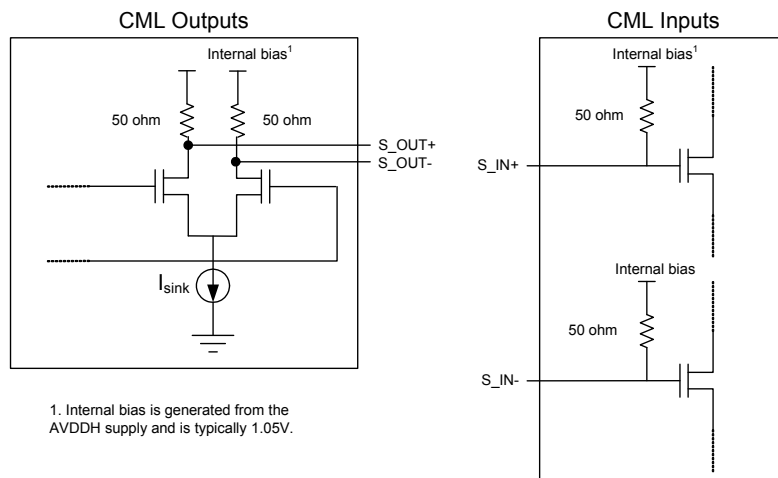 CML Outputs
Internal bias¹
50 ohm
50 ohm
S_OUT+
S_OUT-
Isink
1. Internal bias is generated from the
AVDDH supply and is typically 1.05V.
CML Inputs
Internal bias¹
50 ohm
S_IN+
Internal bias
50 ohm
S_IN-